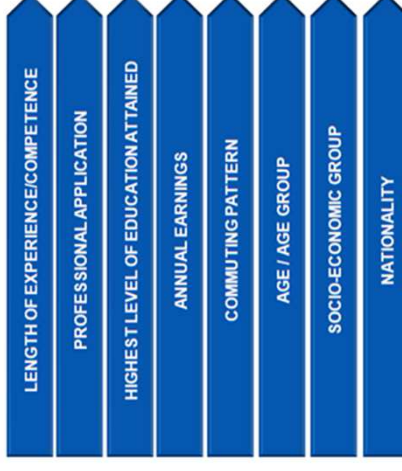 LENGTH OF EXPERIENCE/COMPETENCE
PROFESSIONAL APPLICATION
HIGHEST LEVEL OF EDUCATION ATTAINED
ANNUAL EARNINGS
COMMUTING PATTERN
AGE / AGE GROUP
SOCIO-ECONOMIC GROUP
NATIONALITY